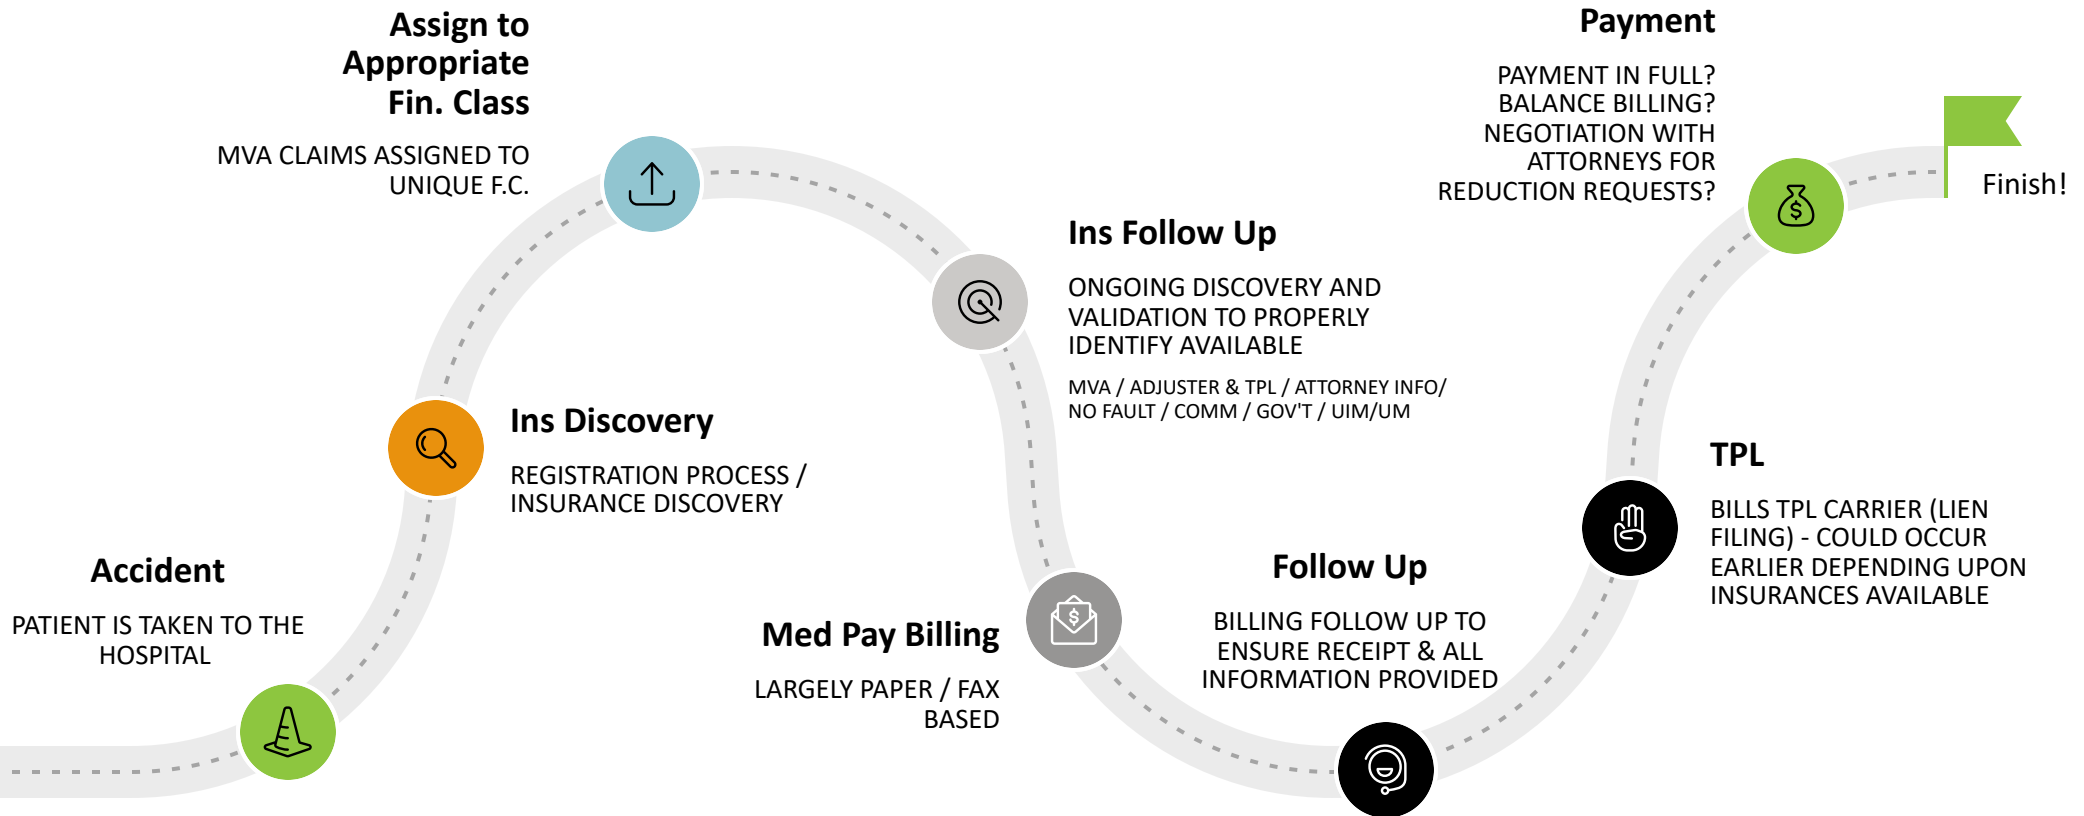 Accident
PATIENT IS TAKEN TO THE
HOSPITAL
Ins Discovery
REGISTRATION PROCESS /
INSURANCE DISCOVERY
Assign to
Appropriate
Fin. Class
MVA CLAIMS ASSIGNED TO
UNIQUE F.C.
Ins Follow Up
ONGOING DISCOVERY AND
VALIDATION TO PROPERLY
IDENTIFY AVAILABLE
MVA / ADJUSTER & TPL / ATTORNEY INFO/
NO FAULT / COMM / GOV'T / UIM/UM
Med Pay Billing
LARGELY PAPER / FAX
BASED
$
Follow Up
BILLING FOLLOW UP TO
ENSURE RECEIPT & ALL
INFORMATION PROVIDED
TPL
BILLS TPL CARRIER (LIEN
FILING) - COULD OCCUR
EARLIER DEPENDING UPON
INSURANCES AVAILABLE
Payment
PAYMENT IN FULL?
BALANCE BILLING?
NEGOTIATION WITH
ATTORNEYS FOR
REDUCTION REQUESTS?
$
Finish!